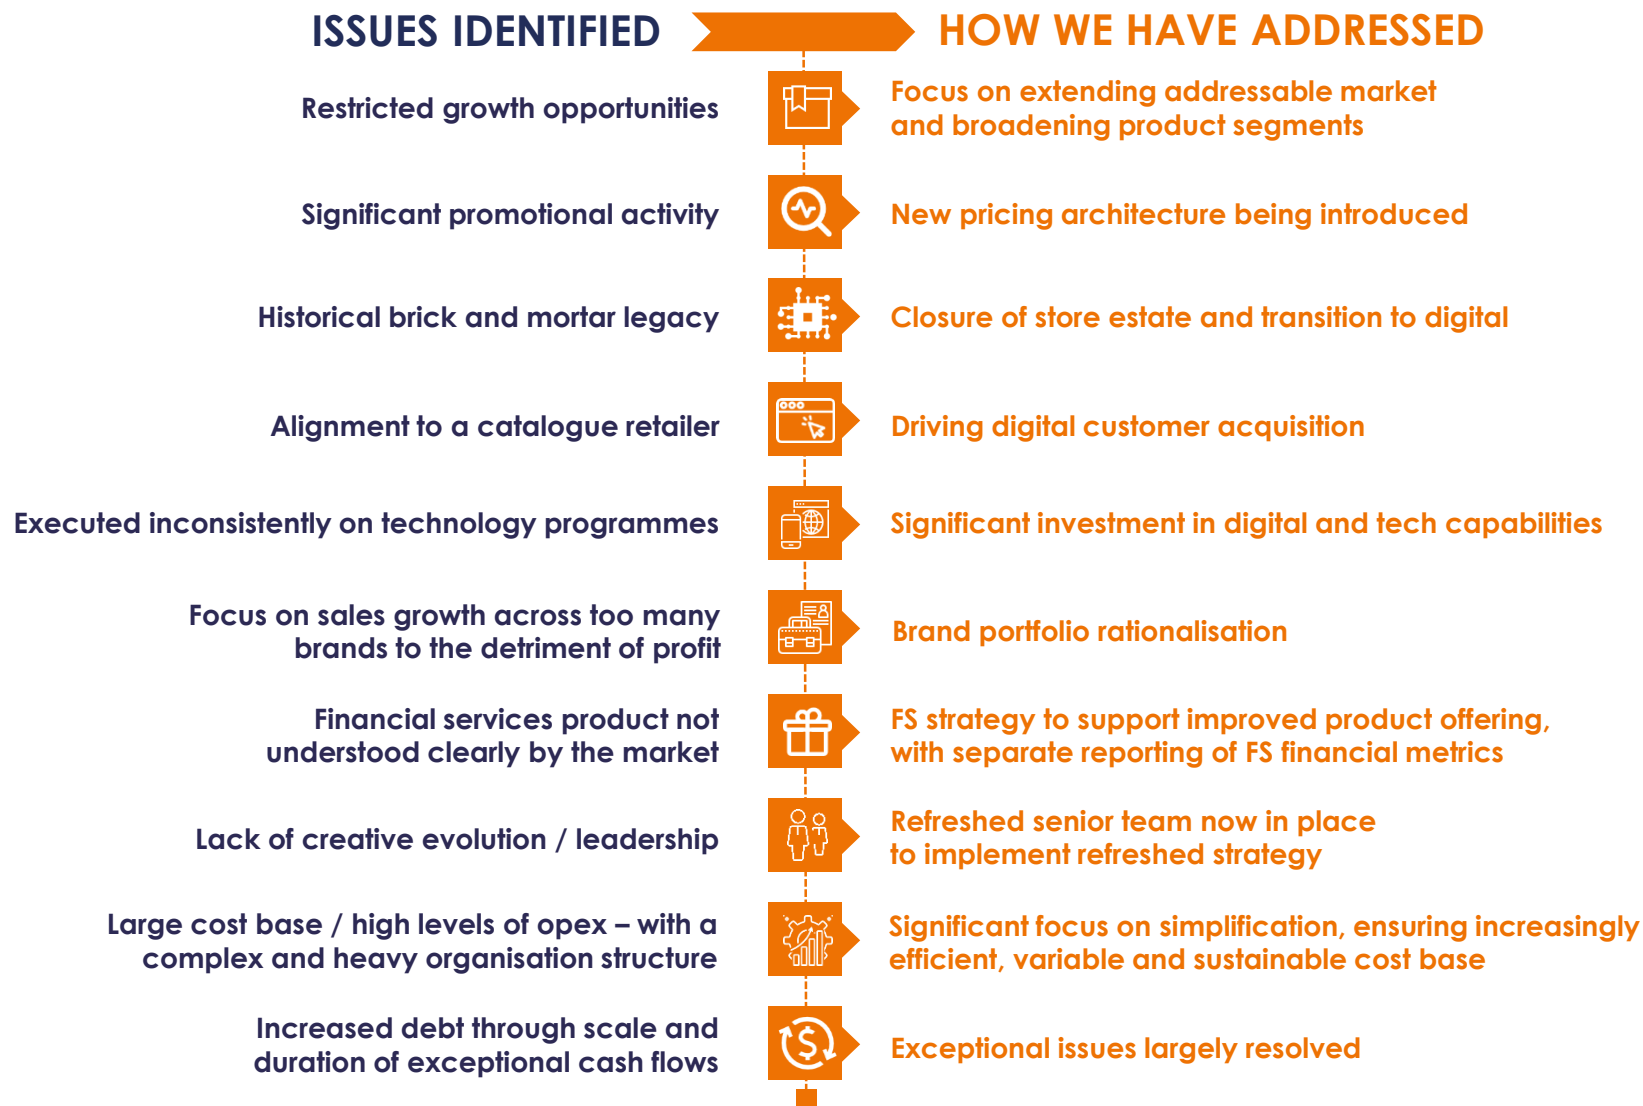 ISSUES IDENTIFIED
HOW WE HAVE ADDRESSED
Restricted growth opportunities
Focus on extending addressable market
and broadening product segments
Significant promotional activity
New pricing architecture being introduced
Historical brick and mortar legacy
Closure of store estate and transition to digital
Alignment to a catalogue retailer
Driving digital customer acquisition
Executed inconsistently on technology programmes
Significant investment in digital and tech capabilities
Focus on sales growth across too many
brands to the detriment of profit
Brand portfolio rationalisation
Financial services product not
understood clearly by the market
FS strategy to support improved product offering,
with separate reporting of FS financial metrics
Lack of creative evolution / leadership
Refreshed senior team now in place
to implement refreshed strategy
Large cost base / high levels of opex – with a
complex and heavy organisation structure
Significant focus on simplification, ensuring increasingly
efficient, variable and sustainable cost base
Increased debt through scale and
duration of exceptional cash flows
$
Exceptional issues largely resolved